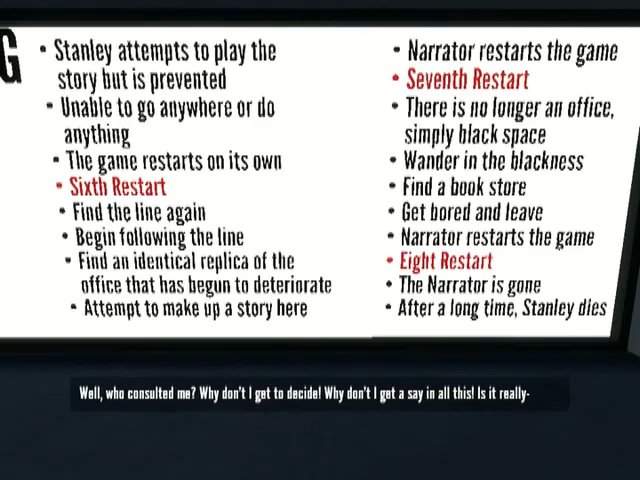 G
• Stanley attempts to play the
story but is prevented
• Unable to go anywhere or do
anything
• The game restarts on its own
• Sixth Restart
• Find the line again
• Begin following the line
• Find an identical replica of the
office that has begun to deteriorate
• Attempt to make up a story here
• Narrator restarts the game
• Seventh Restart
• There is no longer an office,
simply black space
• Wander in the blackness
• Find a book store
• Get bored and leave
• Narrator restarts the game
• Eight Restart
• The Narrator is gone
• After a long time, Stanley dies
Well, who consulted me? Why don't I get to decide! Why don't I get a say in all this! Is it really-